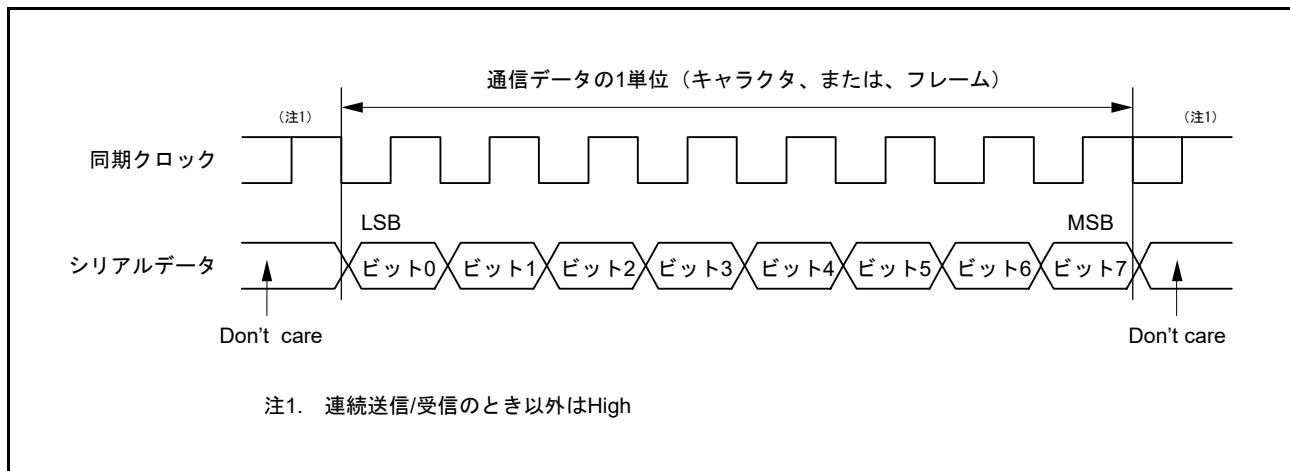 通信データの1単位（キャラクタ、または、フレーム）
（注1）
（注1）
同期クロック
LSB
MSB
シリアルデータ
ビット0
ビット1
ビット2
ビット3
ビット4
ビット5
ビット6
ビット7
Don't care
Don't care
注1. 連続送信/受信のとき以外はHigh